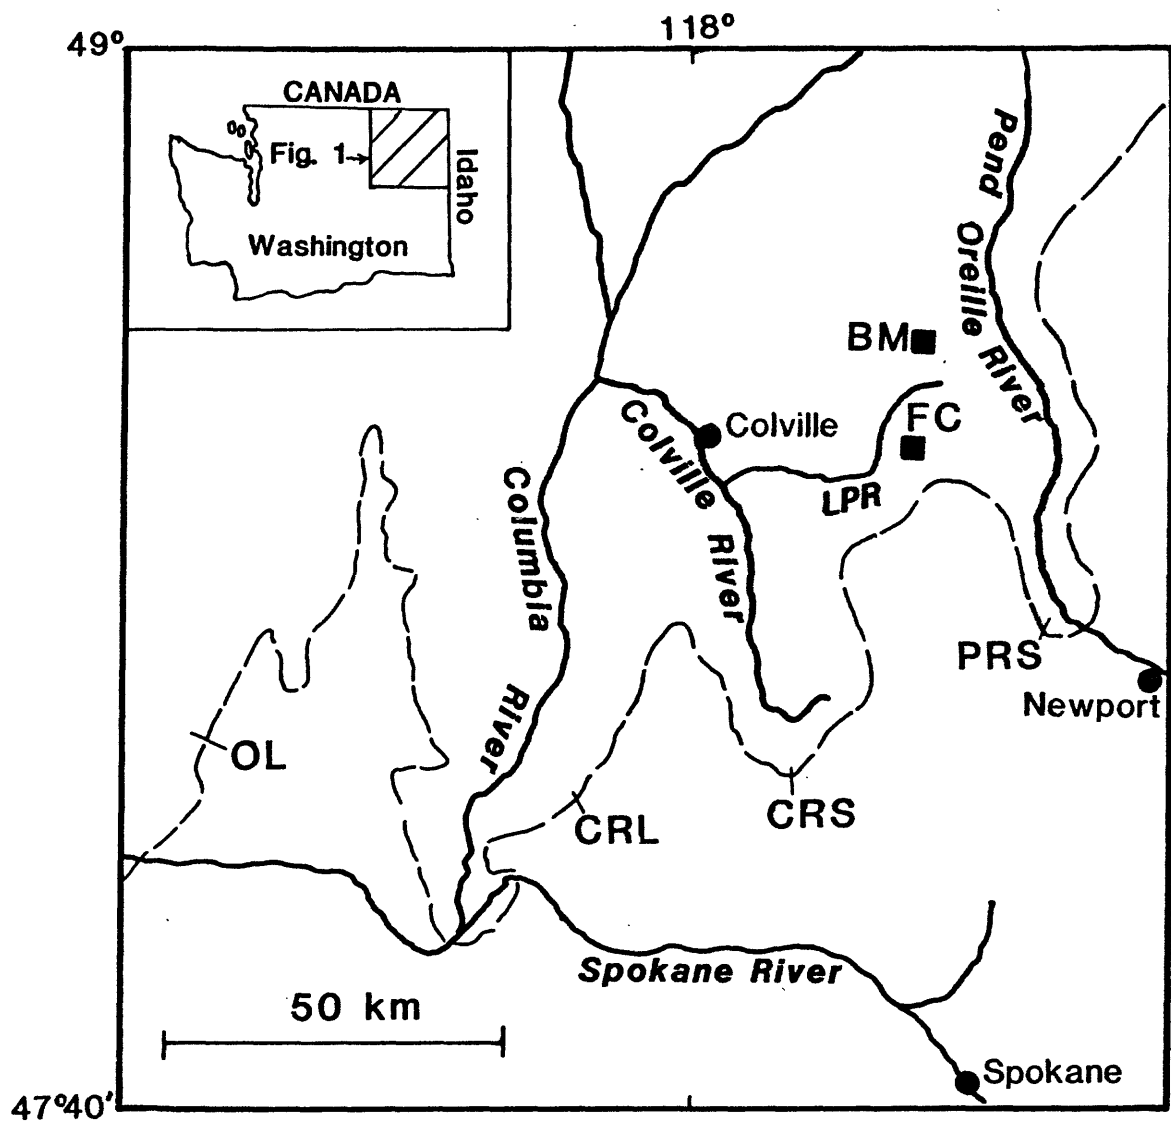 118°
49°
CANADA
Fig. 1
Idaho
Washington
Pend Oreille River
BM
FC
Colville
Colville River
LPR
Columbia River
PRS
Newport
OL
CRS
CRL
Spokane River
50 km
Spokane
47°40'